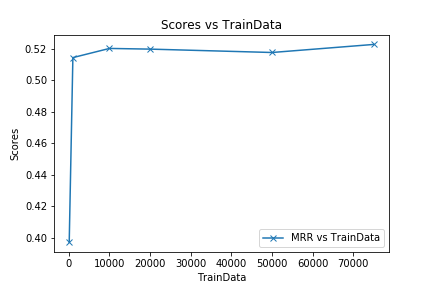 Scores vs TrainData
0.52
0.50
0.48
0.46
0.44
0.42
0.40
Scores
MRR vs TrainData
0 10000 20000 30000 40000 50000 60000 70000
TrainData